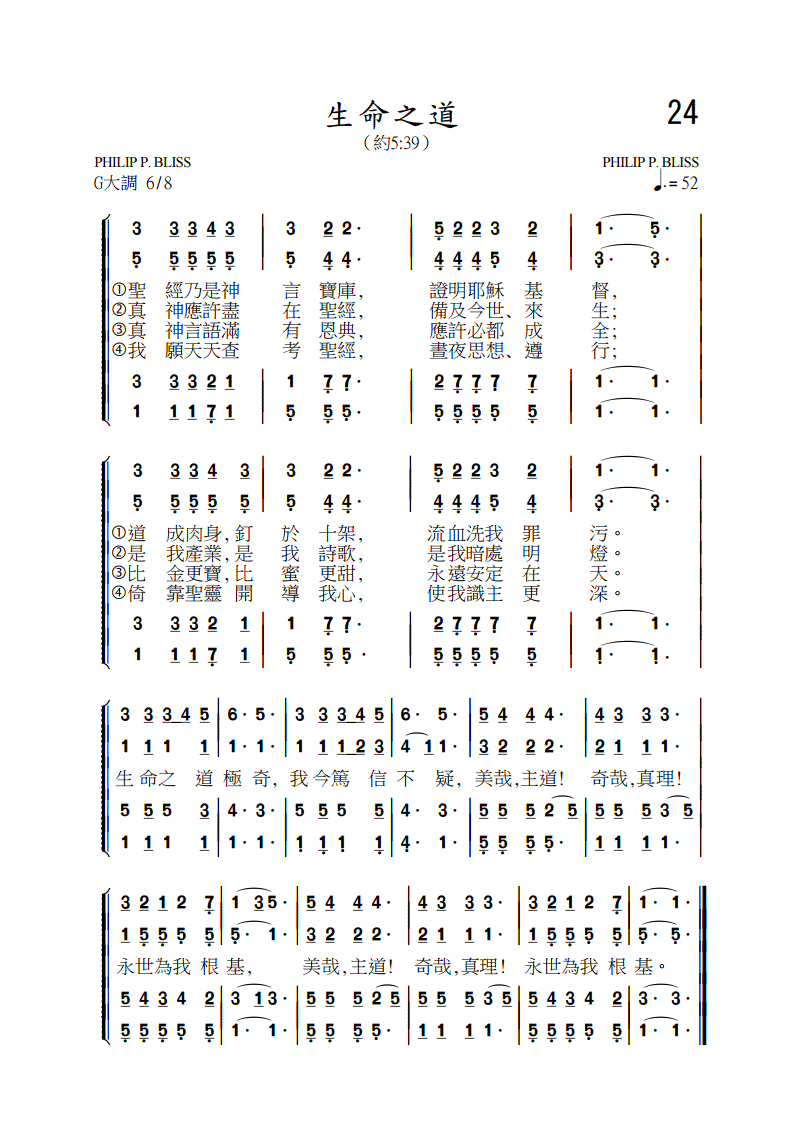 生命之道 24
（約5:39）
PHILIP P. BLISS PHILIP P. BLISS
G大調 6/8 ♩. = 52
3 3 3 4 3 | 3 2 2· | 5 2 2 3 2 | 1· 5·
5 5 5 5 5 | 5 4 4· | 4 4 4 5 4 | 3· 3·
①聖 經乃是神 言 寶庫, 證明耶穌 基 督,
②真 神應許盡 在 聖經, 備及今世、來 生;
③真 神言語滿 有 恩典, 應許必都 成 全;
④我 願天天查 考 聖經, 晝夜思想、遵 行;
3 3 3 2 1 | 1 7 7· | 2 7 7 7 7 | 1· 1·
1 1 1 7 1 | 5 5 5· | 5 5 5 5 5 | 1· 1·
3 3 3 4 3 | 3 2 2· | 5 2 2 3 2 | 1· 1·
5 5 5 5 5 | 5 4 4· | 4 4 4 5 4 | 3· 3·
①道 成肉身, 釘 於 十架, 流血洗我 罪 污。
②是 我產業, 是 我 詩歌, 是我暗處 明 燈。
③比 金更寶, 比 蜜 更甜, 永遠安定 在 天。
④倚 靠聖靈 開 導 我心, 使我識主 更 深。
3 3 3 2 1 | 1 7 7· | 2 7 7 7 7 | 1· 1·
1 1 1 7 1 | 5 5 5· | 5 5 5 5 5 | 1· 1·
3 3 3 4 5 | 6· 5· | 3 3 3 4 5 | 6· 5· | 5 4 4 4· | 4 3 3 3·
1 1 1 1 | 1· 1· | 1 1 1 2 3 | 4 1 1· | 3 2 2 2· | 2 1 1 1·
生 命之 道 極 奇, 我 今篤 信 不 疑, 美哉,主道! 奇哉,真理!
5 5 5 3 | 4· 3· | 5 5 5 5 | 4· 3· | 5 5 5 2 5 | 5 5 5 3 5
1 1 1 1 | 1· 1· | 1 1 1 1 | 4· 1· | 5 5 5 5· | 1 1 1 1·
3 2 1 2 7 | 1 3 5· | 5 4 4 4· | 4 3 3 3· | 3 2 1 2 7 | 1· 1·
1 5 5 5 5 | 5· 1· | 3 2 2 2· | 2 1 1 1· | 1 5 5 5 5 | 5· 5·
永世為我 根 基, 美哉,主道! 奇哉,真理! 永世為我 根 基。
5 4 3 4 2 | 3 1 3· | 5 5 5 5 2 5 | 5 5 5 3 5 | 5 4 3 4 2 | 3· 3·
5 5 5 5 5 | 1· 1· | 5 5 5 5· | 1 1 1 1· | 5 5 5 5 5 | 1· 1·